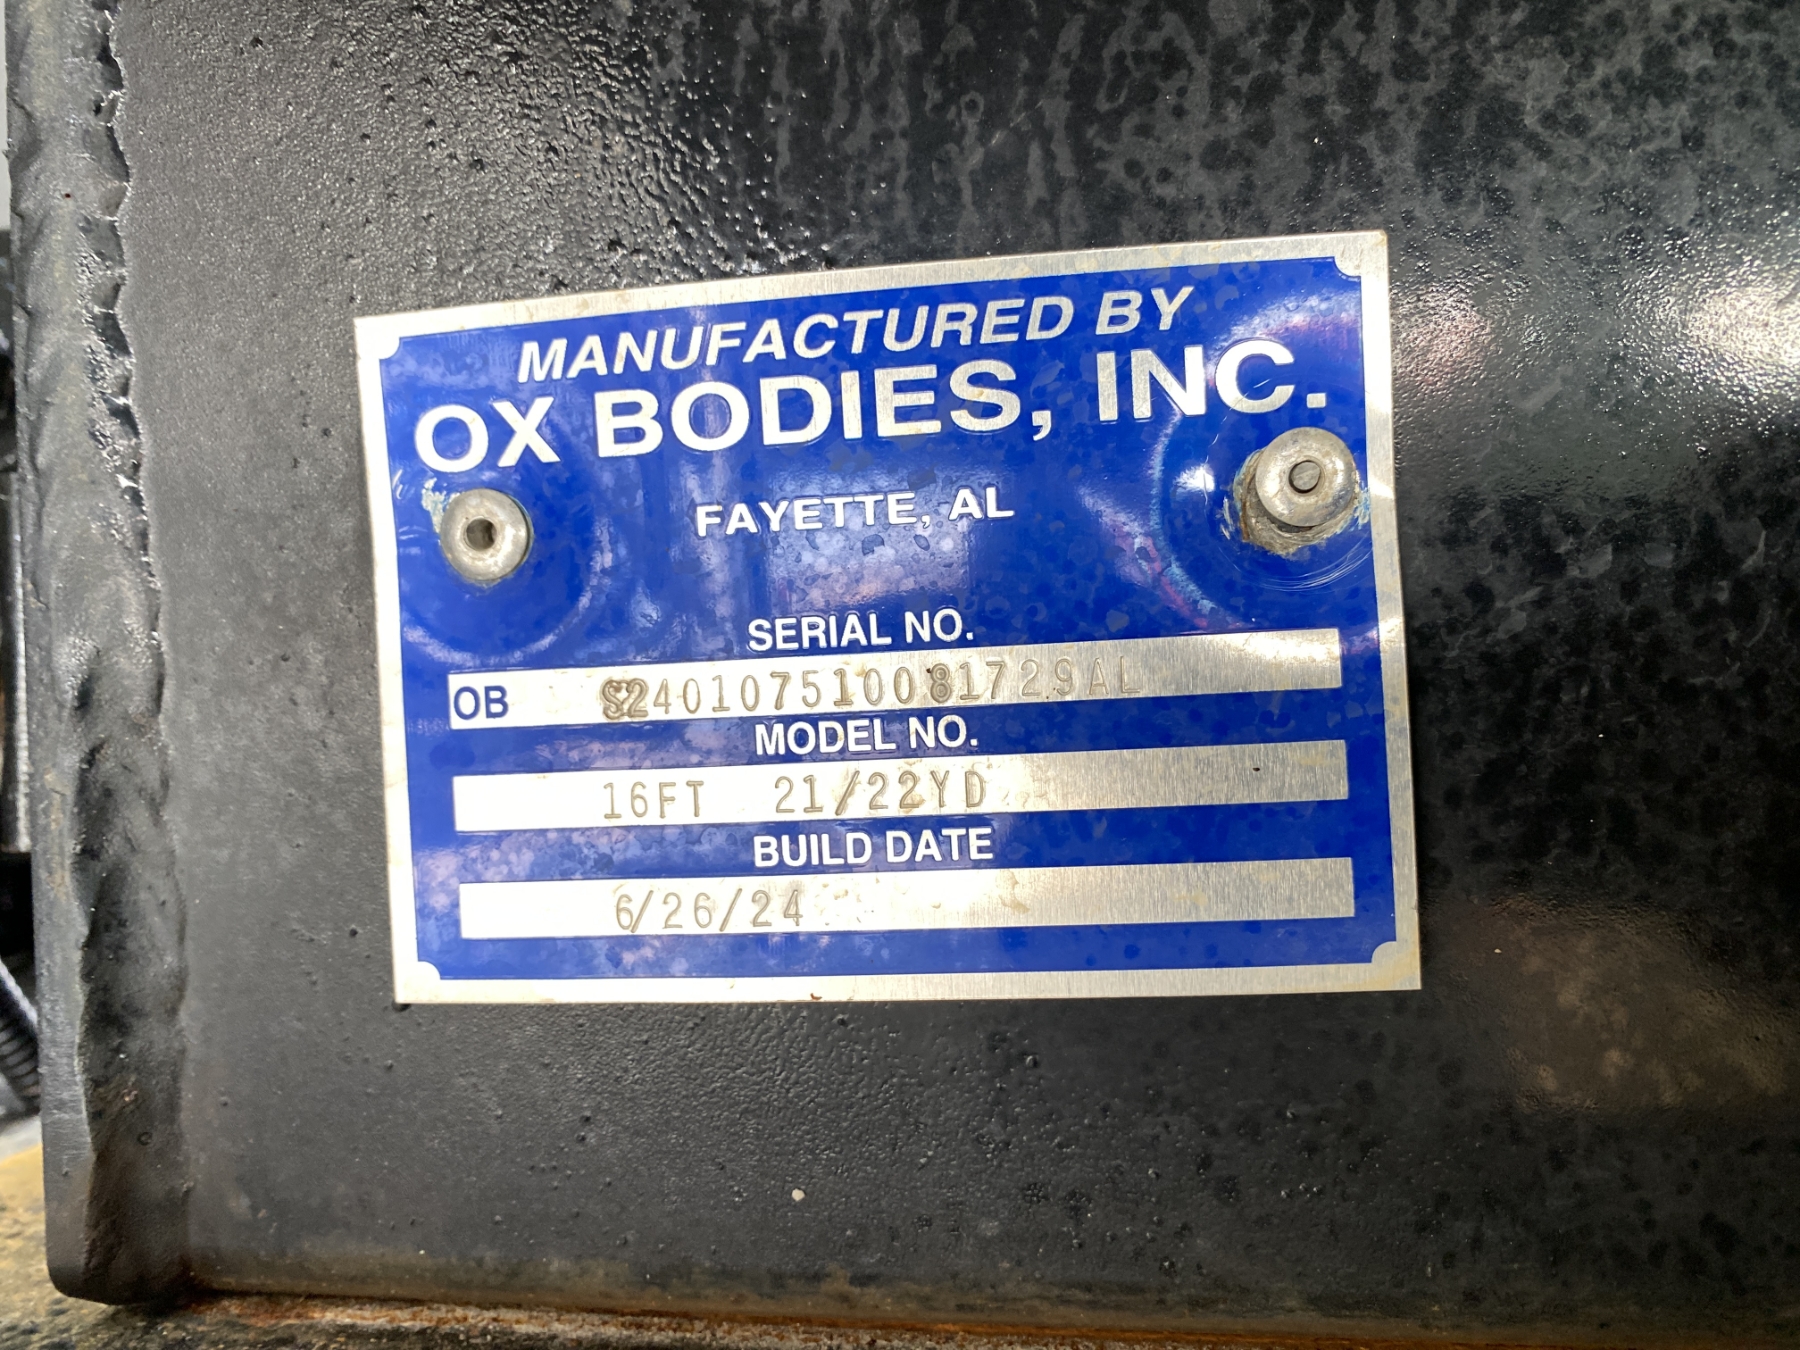 MANUFACTURED BY
OX BODIES, INC.
FAYETTE, AL
SERIAL NO.
OB S240107510081729AL
MODEL NO.
16FT 21/22YD
BUILD DATE
6/26/24